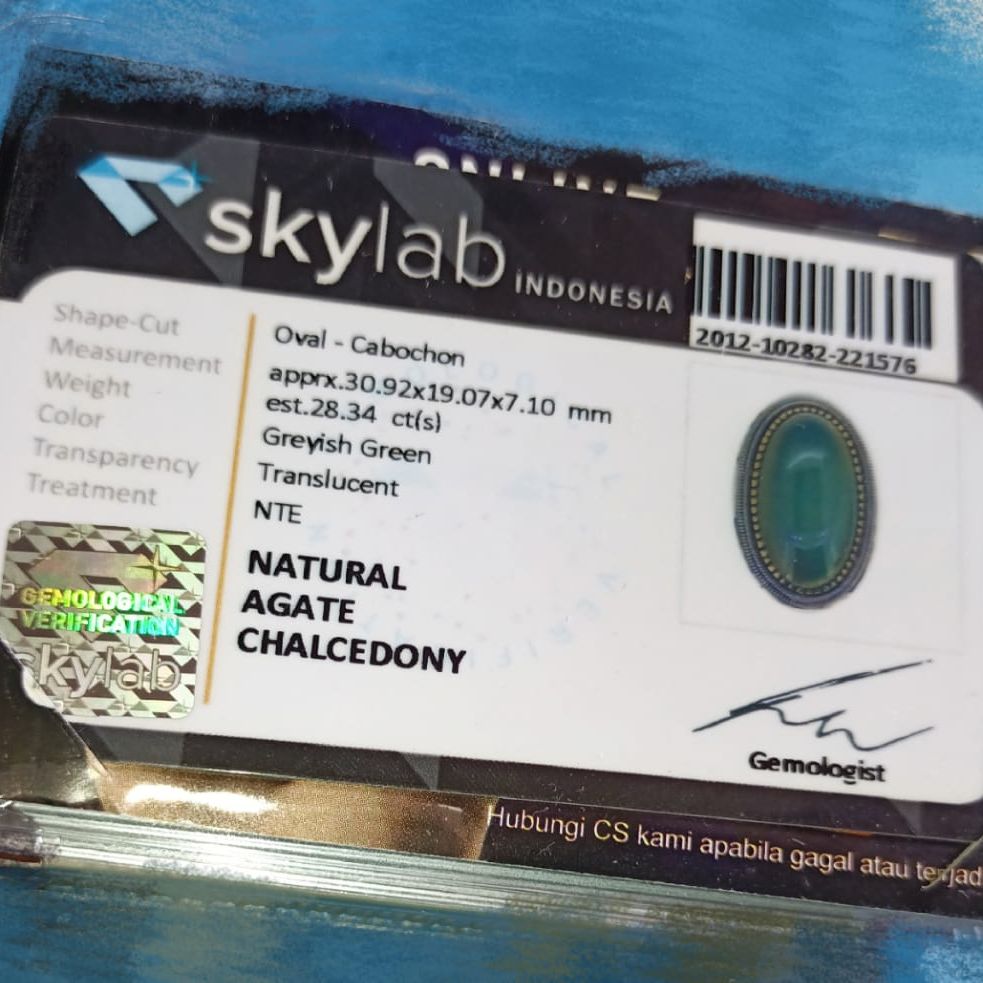 skylab INDONESIA
2012-10282-221576
Shape-Cut Oval - Cabochon
Measurement apprx.30.92x19.07x7.10 mm
Weight est.28.34 ct(s)
Color Greyish Green
Transparency Translucent
Treatment NTE
NATURAL
AGATE
CHALCEDONY
GEMOLOGICAL
VERIFICATION
skylab
Gemologist
Hubungi CS kami apabila gagal atau terjad